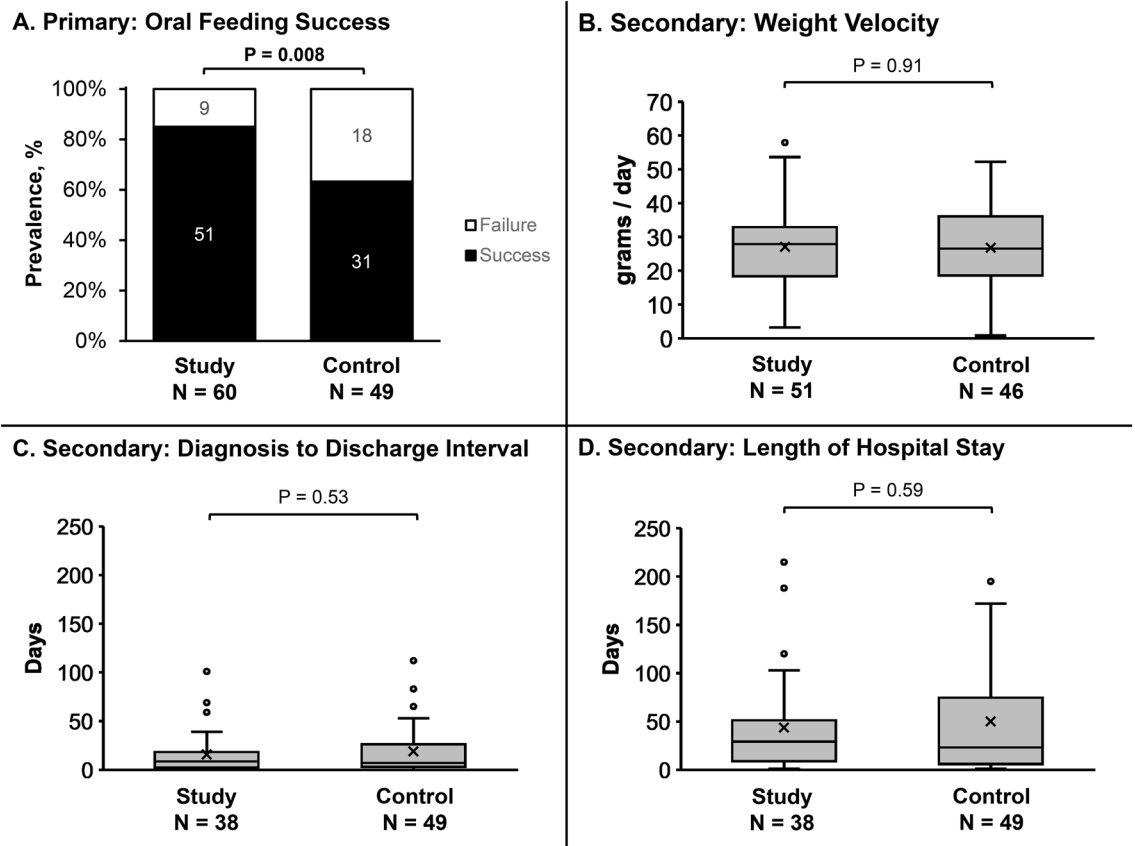 A. Primary: Oral Feeding Success
P = 0.008
Prevalence, %
100%
80%
60%
40%
20%
0%
9
51
18
31
Failure
Success
Study
N = 60
Control
N = 49
B. Secondary: Weight Velocity
P = 0.91
grams / day
70
60
50
40
30
20
10
0
Study
N = 51
Control
N = 46
C. Secondary: Diagnosis to Discharge Interval
P = 0.53
Days
250
200
150
100
50
0
Study
N = 38
Control
N = 49
D. Secondary: Length of Hospital Stay
P = 0.59
Days
250
200
150
100
50
0
Study
N = 38
Control
N = 49